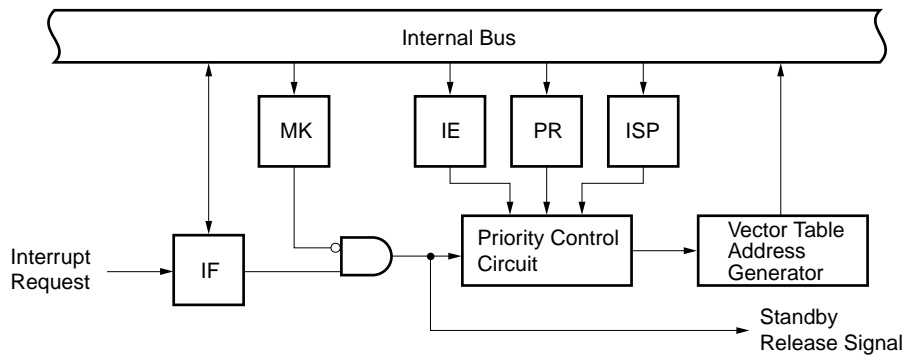 Internal Bus
MK
IE
PR
ISP
Interrupt
Request
IF
Priority Control
Circuit
Vector Table
Address
Generator
Standby
Release Signal